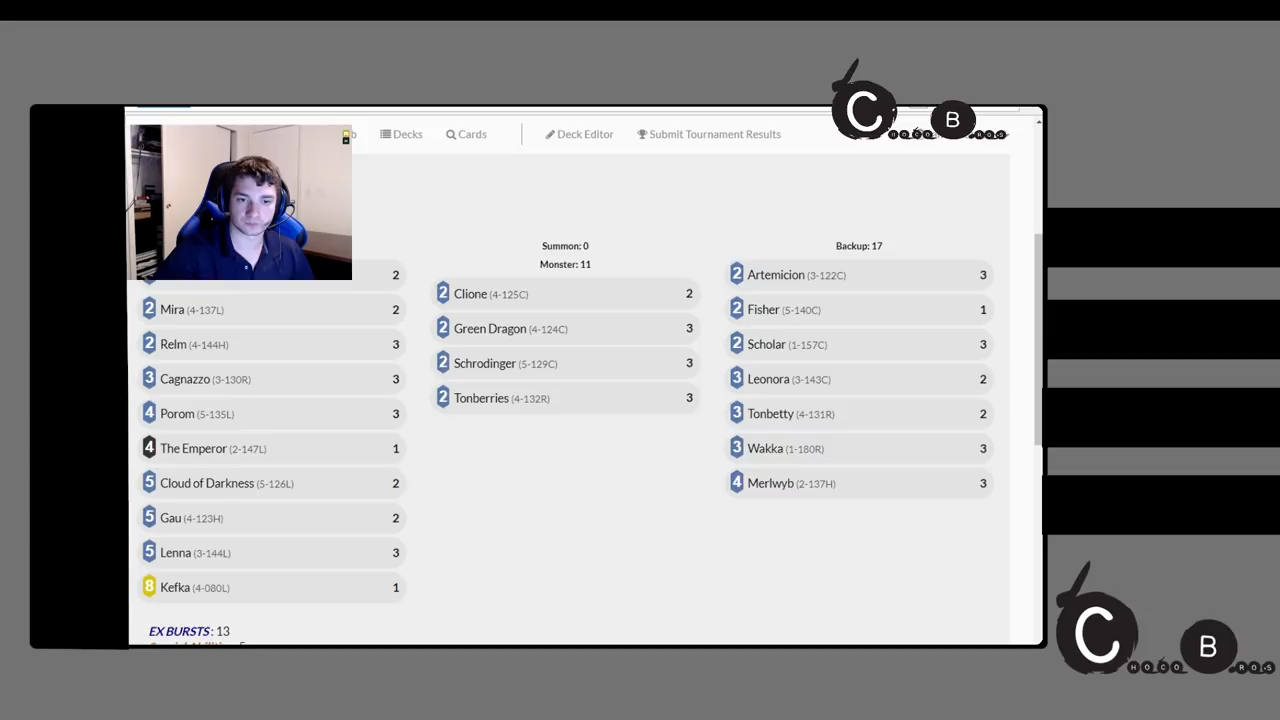 b
Decks
Cards
Deck Editor
Submit Tournament Results
C HOCO B ROS
2
Mira (4-137L) 2
2
Relm (4-144H) 3
2
Cagnazzo (3-130R) 3
3
Porom (5-135L) 3
4
The Emperor (2-147L) 1
4
Cloud of Darkness (5-126L) 2
5
Gau (4-123H) 2
5
Lenna (3-144L) 3
5
Kefka (4-080L) 1
8
EX BURSTS: 13
Summon: 0
Monster: 11
2 Clione (4-125C) 2
2 Green Dragon (4-124C) 3
2 Schrodinger (5-129C) 3
2 Tonberries (4-132R) 3
Backup: 17
2 Artemicion (3-122C) 3
2 Fisher (5-140C) 1
2 Scholar (1-157C) 3
3 Leonora (3-143C) 2
3 Tonbetty (4-131R) 2
3 Wakka (1-180R) 3
4 Merlwyb (2-137H) 3
C HOCO B ROS